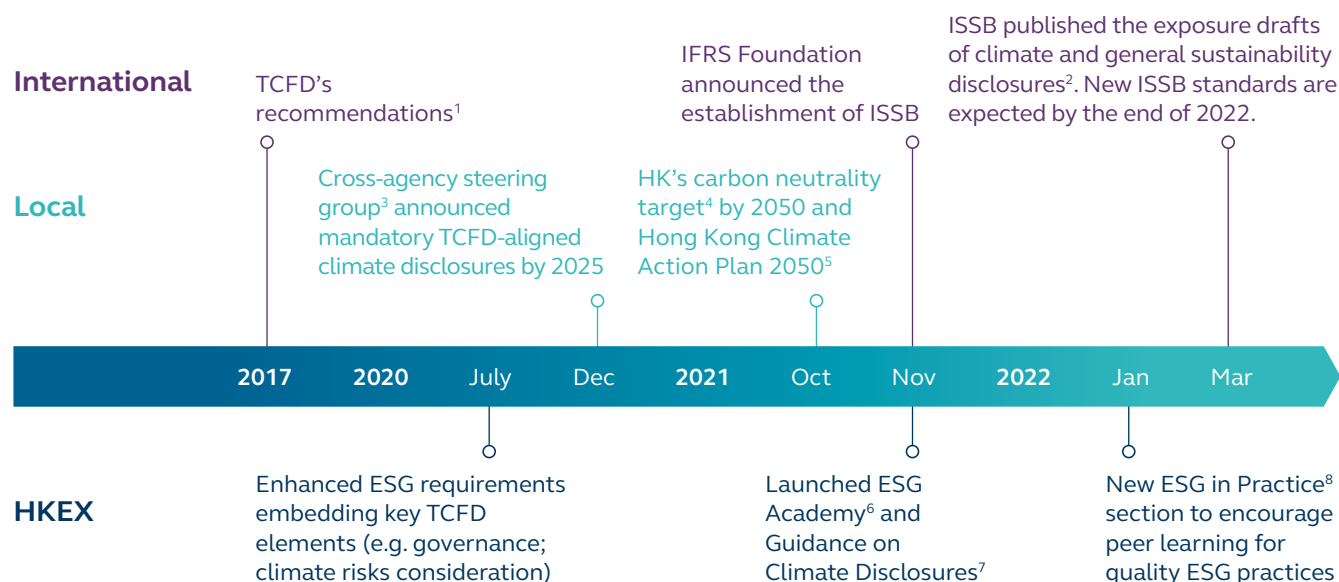 International
TCFD's
recommendations¹
IFRS Foundation
announced the
establishment of ISSB
ISSB published the exposure drafts
of climate and general sustainability
disclosures². New ISSB standards are
expected by the end of 2022.
Local
Cross-agency steering
group³ announced
mandatory TCFD-aligned
climate disclosures by 2025
HK's carbon neutrality
target⁴ by 2050 and
Hong Kong Climate
Action Plan 2050⁵
2017 2020 July Dec 2021 Oct Nov 2022 Jan Mar
HKEX
Enhanced ESG requirements
embedding key TCFD
elements (e.g. governance;
climate risks consideration)
Launched ESG
Academy⁶ and
Guidance on
Climate Disclosures⁷
New ESG in Practice⁸
section to encourage
peer learning for
quality ESG practices